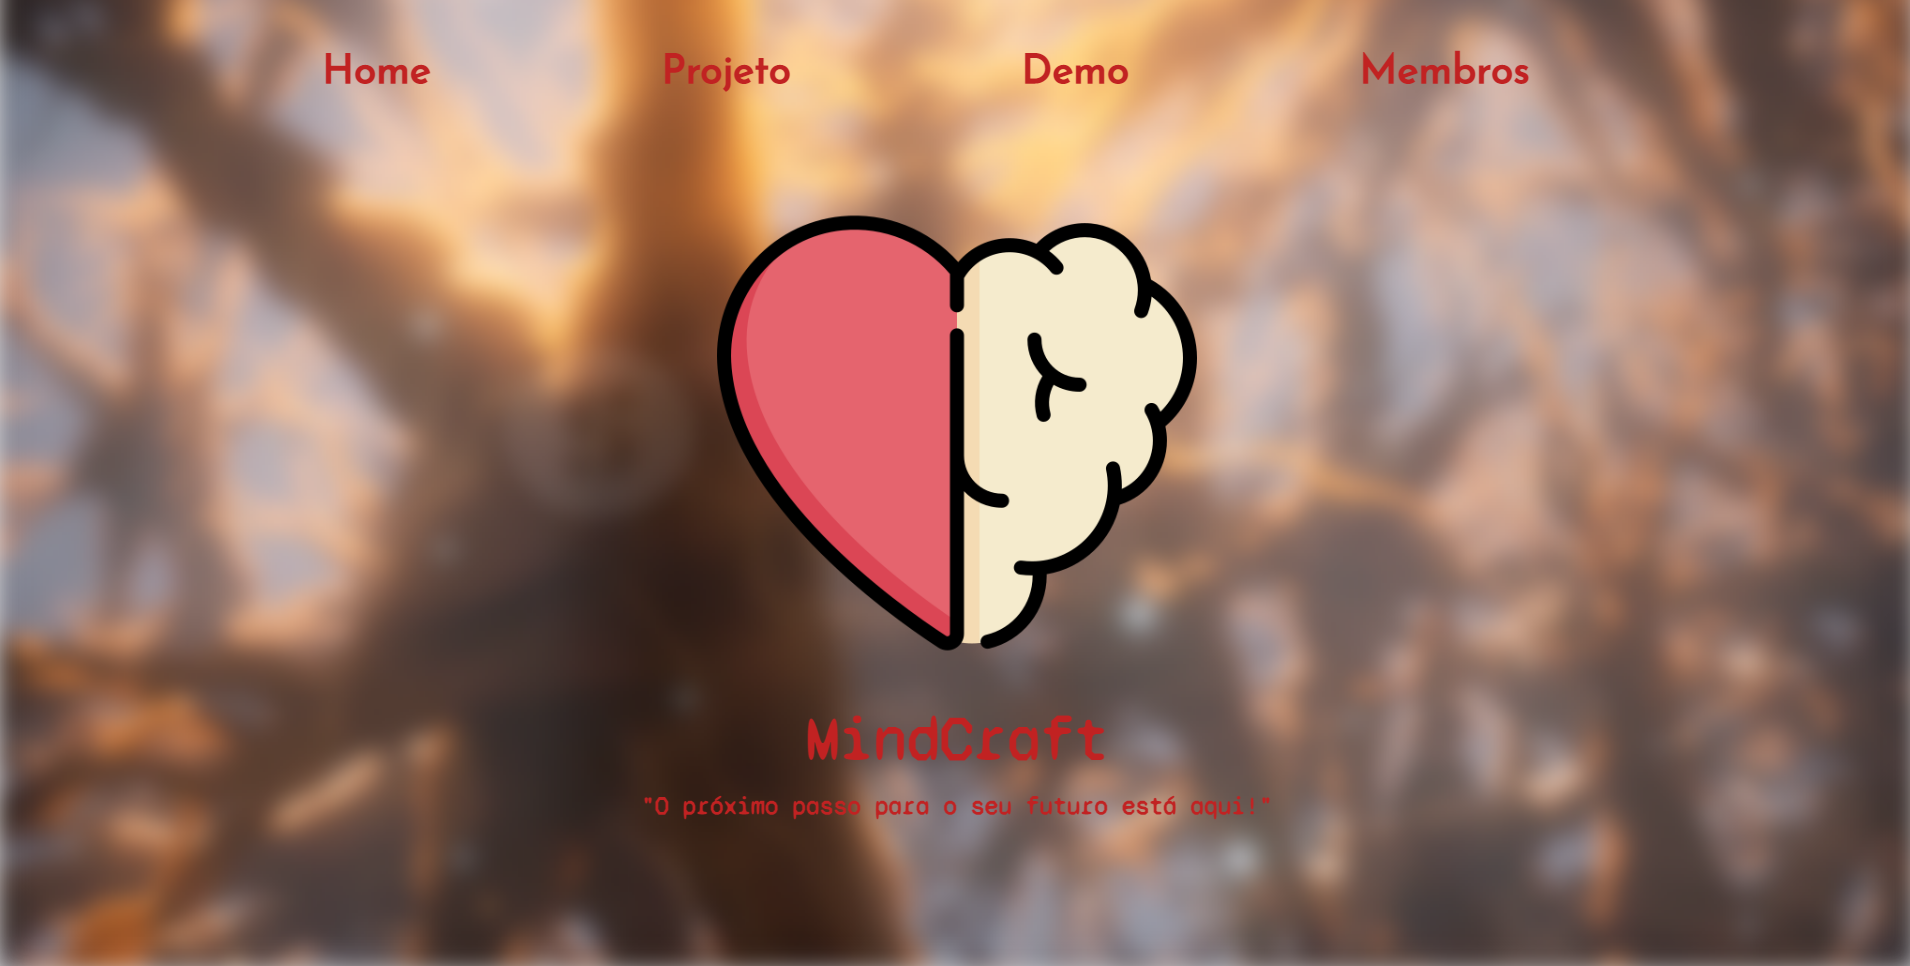 Home Projeto Demo Membros
MindCraft
"O próximo passo para o seu futuro está aqui!"